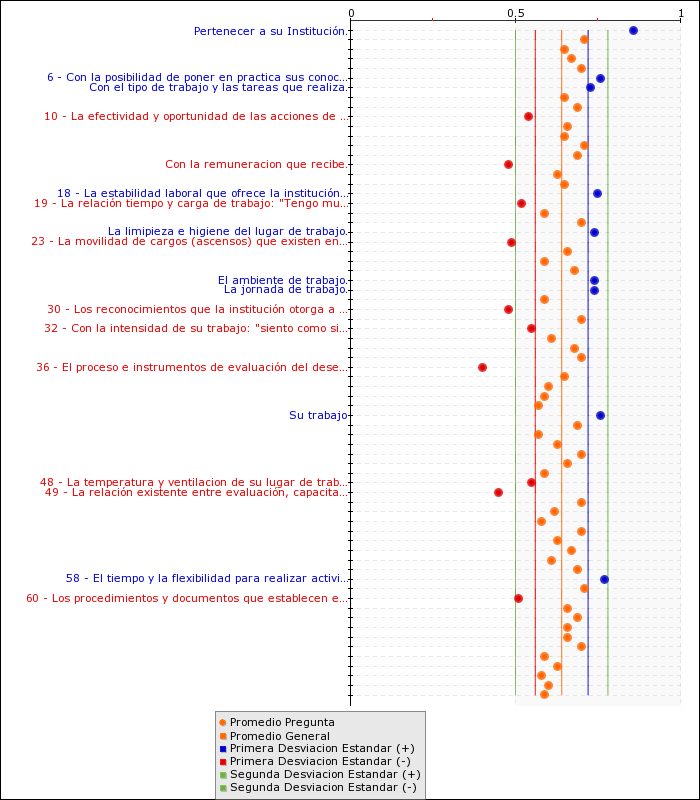 0 0.5 1
Pertenecer a su Institución.
6 - Con la posibilidad de poner en practica sus conoc...
Con el tipo de trabajo y las tareas que realiza.
10 - La efectividad y oportunidad de las acciones de ...
Con la remuneracion que recibe.
18 - La estabilidad laboral que ofrece la institución...
19 - La relación tiempo y carga de trabajo: "Tengo mu...
La limipieza e higiene del lugar de trabajo.
23 - La movilidad de cargos (ascensos) que existen en...
El ambiente de trabajo.
La jornada de trabajo.
30 - Los reconocimientos que la institución otorga a ...
32 - Con la intensidad de su trabajo: "siento como si...
36 - El proceso e instrumentos de evaluación del dese...
Su trabajo
48 - La temperatura y ventilacion de su lugar de trab...
49 - La relación existente entre evaluación, capacita...
58 - El tiempo y la flexibilidad para realizar activi...
60 - Los procedimientos y documentos que establecen e...
Promedio Pregunta
Promedio General
Primera Desviacion Estandar (+)
Primera Desviacion Estandar (-)
Segunda Desviacion Estandar (+)
Segunda Desviacion Estandar (-)